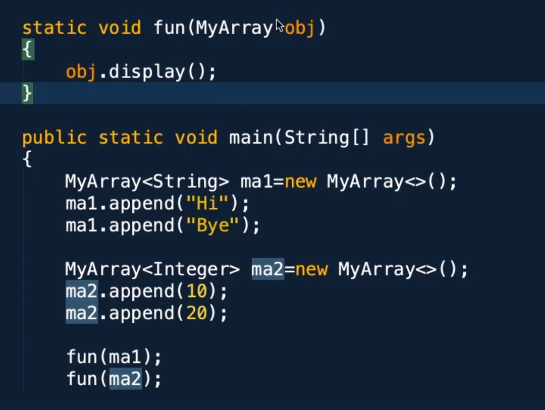 static void fun(MyArray obj)
{
obj.display();
}
public static void main(String[] args)
{
MyArray<String> ma1=new MyArray<>();
ma1.append("Hi");
ma1.append("Bye");
MyArray<Integer> ma2=new MyArray<>();
ma2.append(10);
ma2.append(20);
fun(ma1);
fun(ma2);